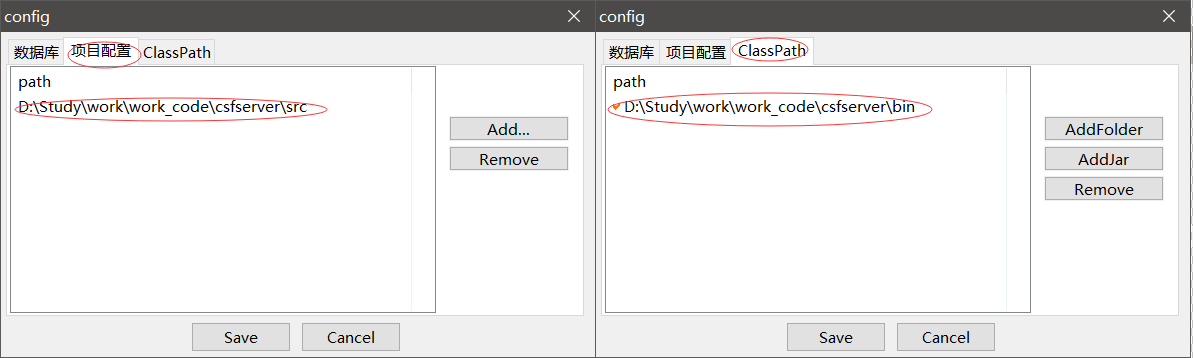 config
数据库 项目配置 ClassPath
path
D:\Study\work\work_code\csfserver\src
Add...
Remove
Save Cancel
config
数据库 项目配置 ClassPath
path
D:\Study\work\work_code\csfserver\bin
AddFolder
AddJar
Remove
Save Cancel